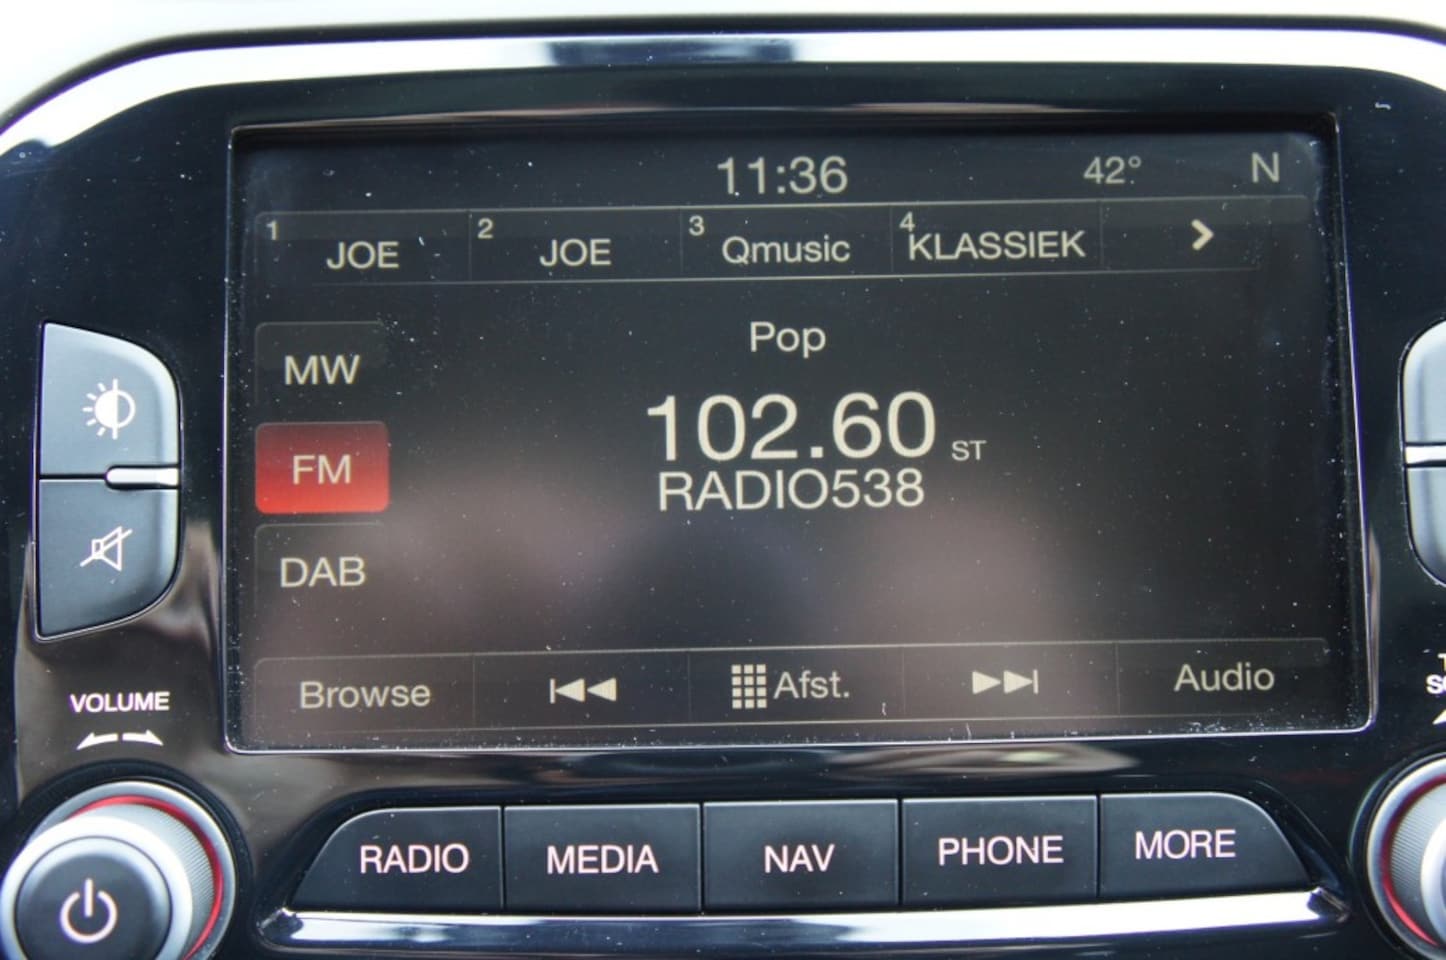 11:36 42° N
1 JOE 2 JOE 3 Qmusic 4 KLASSIEK
Pop
MW
102.60 ST
FM
RADIO538
DAB
Browse Afst. Audio
VOLUME
RADIO MEDIA NAV PHONE MORE